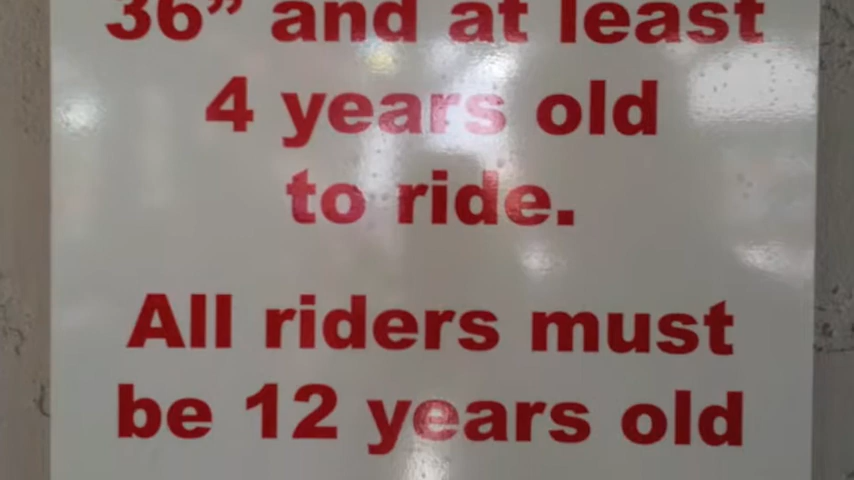 36” and at least
4 years old
to ride.
All riders must
be 12 years old